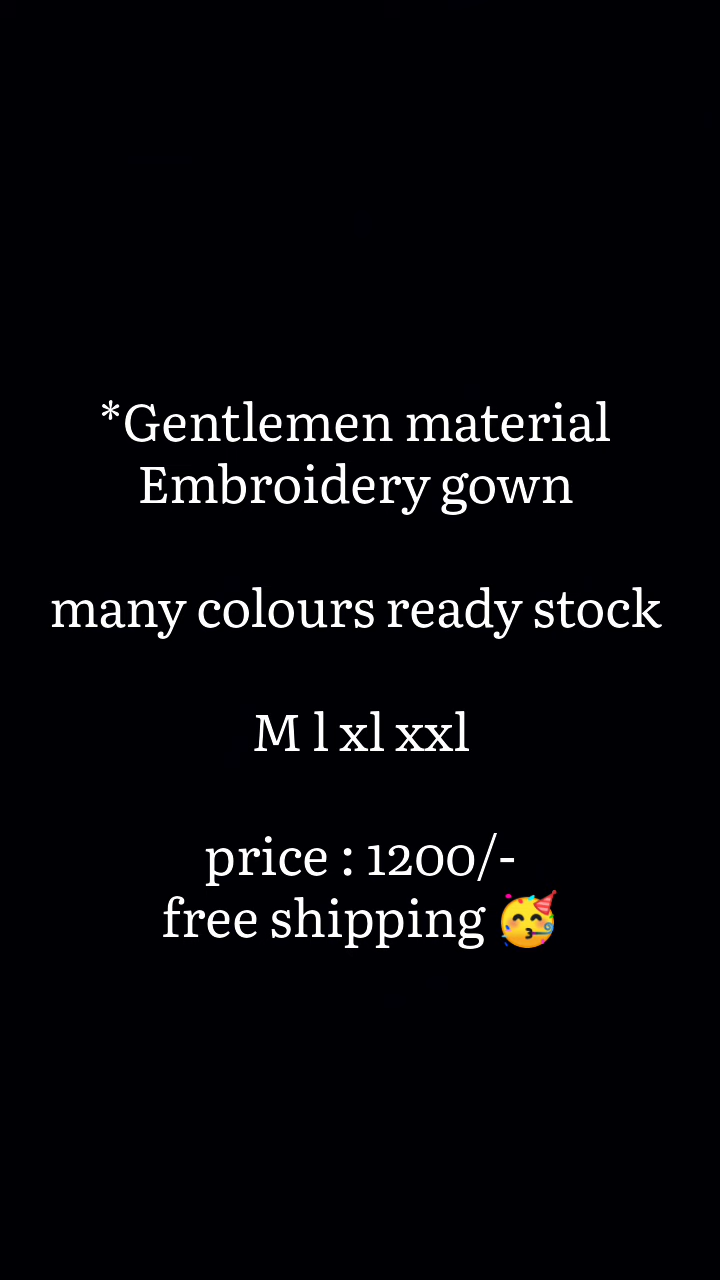 *Gentlemen material
Embroidery gown
many colours ready stock
M l xl xxl
price : 1200/-
free shipping 🥳